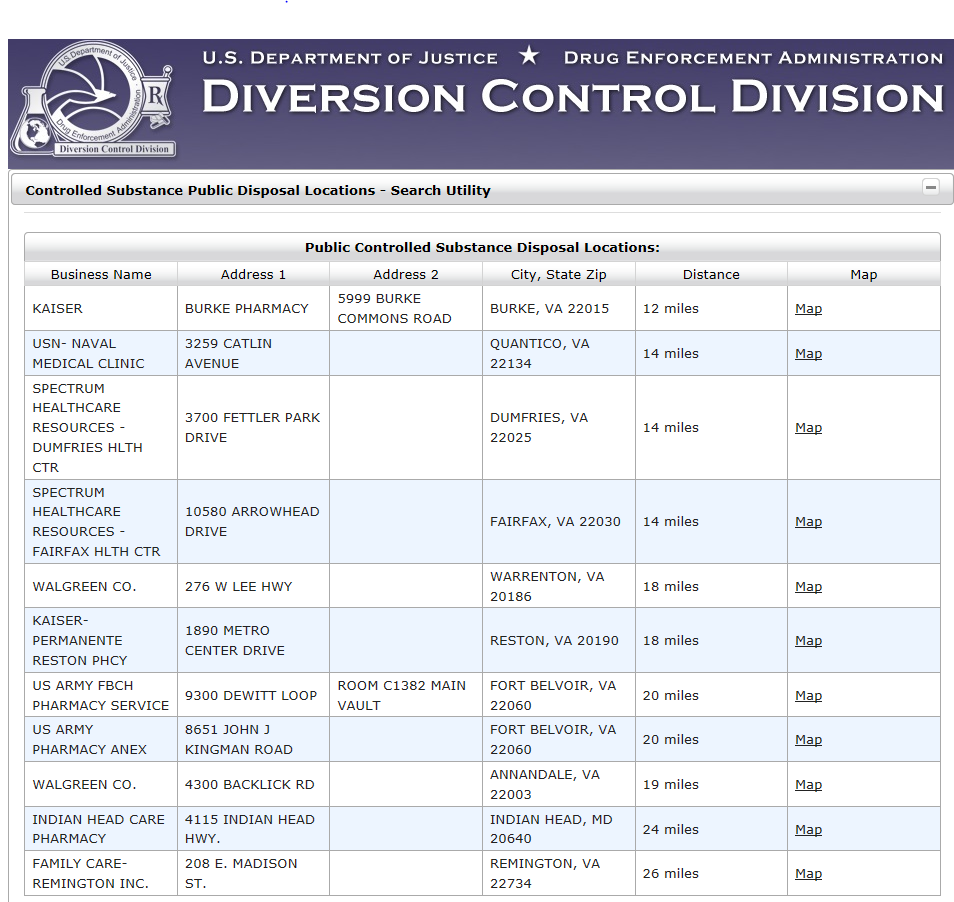 U.S. DEPARTMENT OF JUSTICE ★ DRUG ENFORCEMENT ADMINISTRATION
DIVERSION CONTROL DIVISION
U.S. Department of Justice
Drug Enforcement Administration
Rx
Diversion Control Division
Controlled Substance Public Disposal Locations - Search Utility
Public Controlled Substance Disposal Locations:
Business Name Address 1 Address 2 City, State Zip Distance Map
KAISER BURKE PHARMACY 5999 BURKE COMMONS ROAD BURKE, VA 22015 12 miles Map
USN- NAVAL MEDICAL CLINIC 3259 CATLIN AVENUE QUANTICO, VA 22134 14 miles Map
SPECTRUM HEALTHCARE RESOURCES - DUMFRIES HLTH CTR 3700 FETTLER PARK DRIVE DUMFRIES, VA 22025 14 miles Map
SPECTRUM HEALTHCARE RESOURCES - FAIRFAX HLTH CTR 10580 ARROWHEAD DRIVE FAIRFAX, VA 22030 14 miles Map
WALGREEN CO. 276 W LEE HWY WARRENTON, VA 20186 18 miles Map
KAISER-PERMANENTE RESTON PHCY 1890 METRO CENTER DRIVE RESTON, VA 20190 18 miles Map
US ARMY FBCH PHARMACY SERVICE 9300 DEWITT LOOP ROOM C1382 MAIN VAULT FORT BELVOIR, VA 22060 20 miles Map
US ARMY PHARMACY ANEX 8651 JOHN J KINGMAN ROAD FORT BELVOIR, VA 22060 20 miles Map
WALGREEN CO. 4300 BACKLICK RD ANNANDALE, VA 22003 19 miles Map
INDIAN HEAD CARE PHARMACY 4115 INDIAN HEAD HWY. INDIAN HEAD, MD 20640 24 miles Map
FAMILY CARE-REMINGTON INC. 208 E. MADISON ST. REMINGTON, VA 22734 26 miles Map